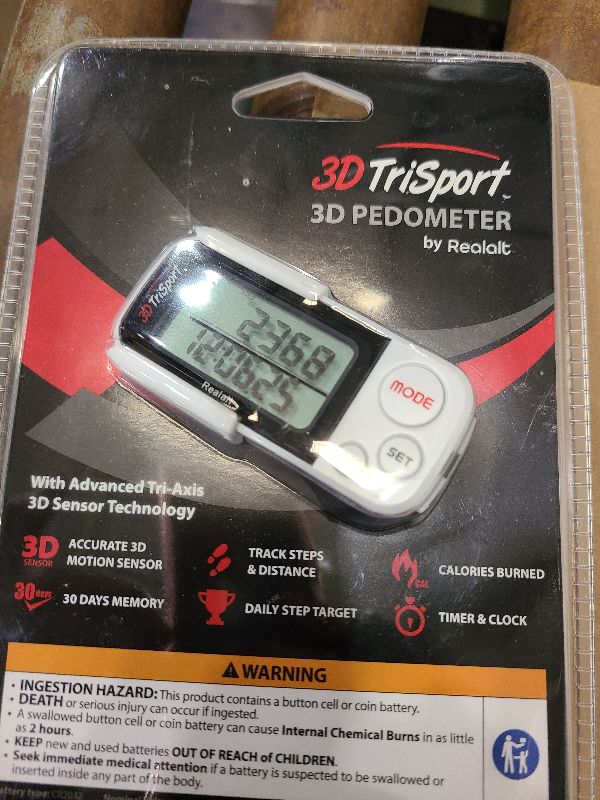 3D TriSport
3D PEDOMETER
by Realalt
3D TriSport
2368
12:06:25
Realalt
MODE
SET
With Advanced Tri-Axis
3D Sensor Technology
3D
SENSOR
ACCURATE 3D
MOTION SENSOR
TRACK STEPS
& DISTANCE
CAL
CALORIES BURNED
30 days
30 DAYS MEMORY
DAILY STEP TARGET
TIMER & CLOCK
WARNING
• INGESTION HAZARD: This product contains a button cell or coin battery.
• DEATH or serious injury can occur if ingested.
• A swallowed button cell or coin battery can cause Internal Chemical Burns in as little
as 2 hours.
• KEEP new and used batteries OUT OF REACH of CHILDREN.
• Seek immediate medical attention if a battery is suspected to be swallowed or
inserted inside any part of the body.